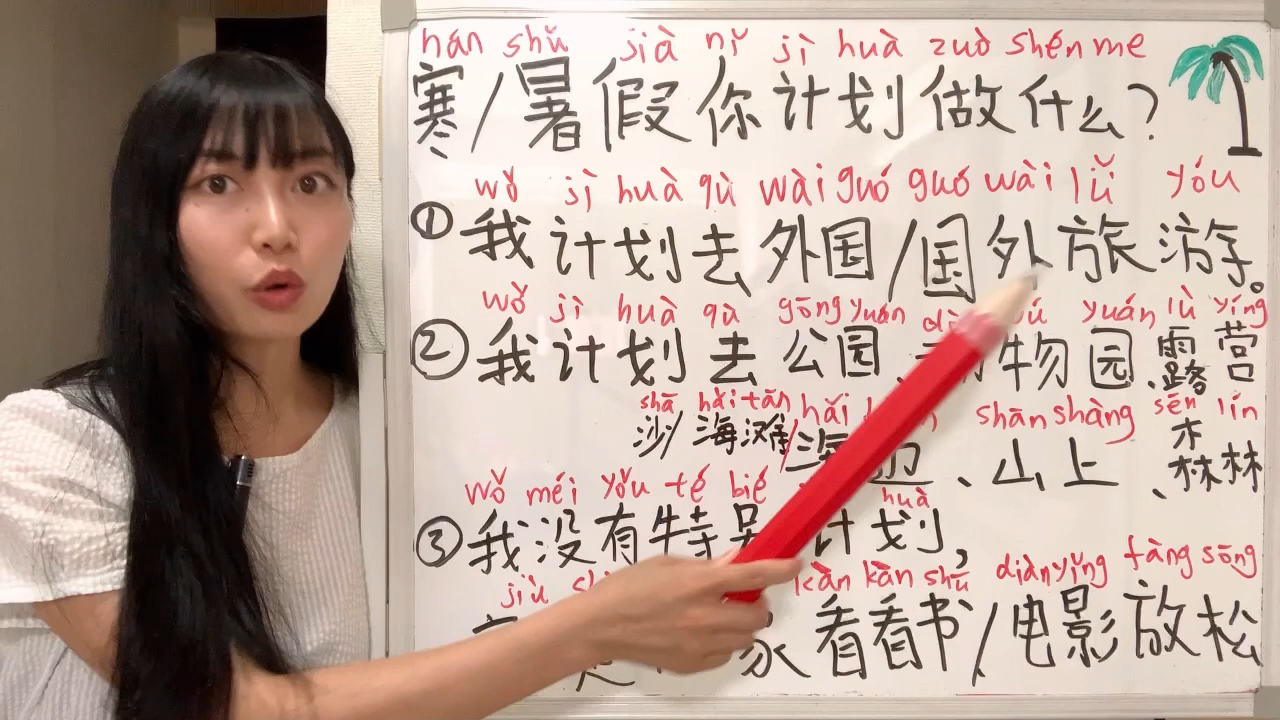 hán shǔ jià nǐ jì huà zuò shén me
寒/暑假你计划做什么?
wǒ jì huà qù wài guó guó wài lǚ yóu
①我计划去外国/国外旅游。
wǒ jì huà qù gōng yuán yuán lù yíng
②我计划去公园、物园、露营
shā hǎi tān hǎi shān shàng sēn lín
沙/海滩/海边、山上、森林
wǒ méi yǒu tè bié huà
③我没有特别计划,
jiù kàn kàn shū diàn yǐng fàng sōng
是家看看书/电影放松